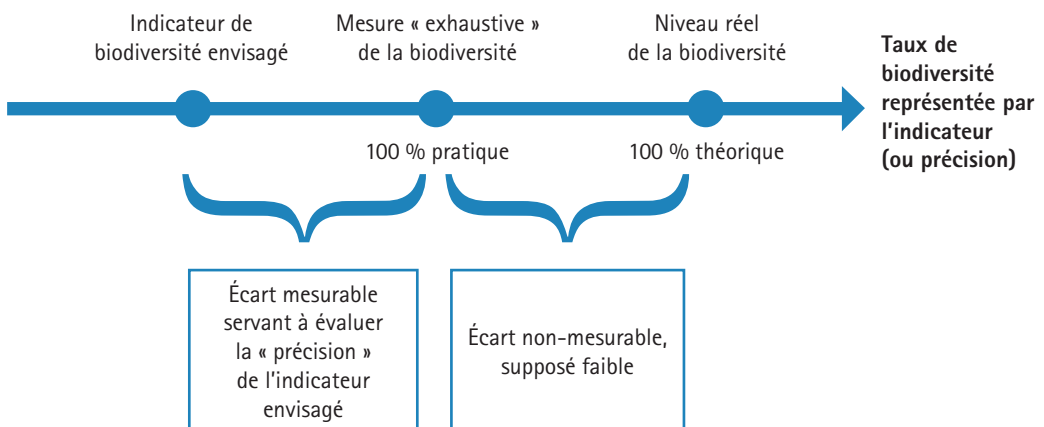 Indicateur de
biodiversité envisagé
Mesure « exhaustive »
de la biodiversité
Niveau réel
de la biodiversité
Taux de
biodiversité
représentée par
l'indicateur
(ou précision)
100 % pratique
100 % théorique
Écart mesurable
servant à évaluer
la « précision »
de l'indicateur
envisagé
Écart non-mesurable,
supposé faible